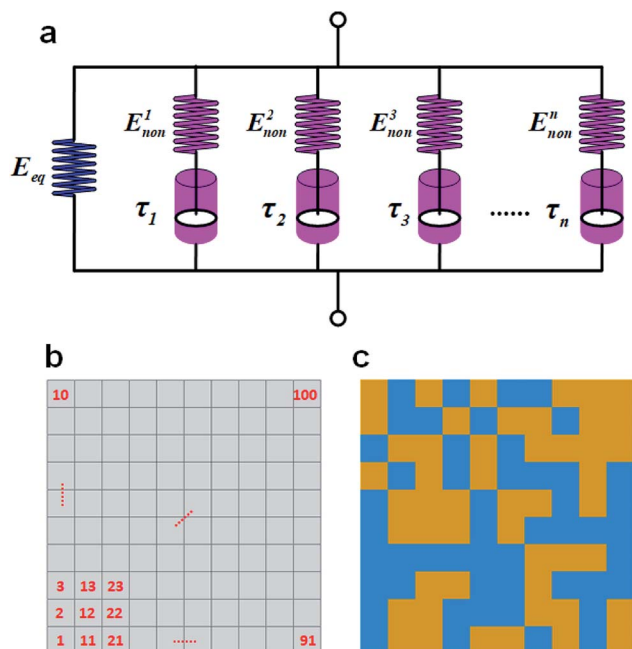 a
E_eq E^1_non E^2_non E^3_non E^n_non
τ_1 τ_2 τ_3 ...... τ_n
b c
10 100
3 13 23
2 12 22
1 11 21 ...... 91